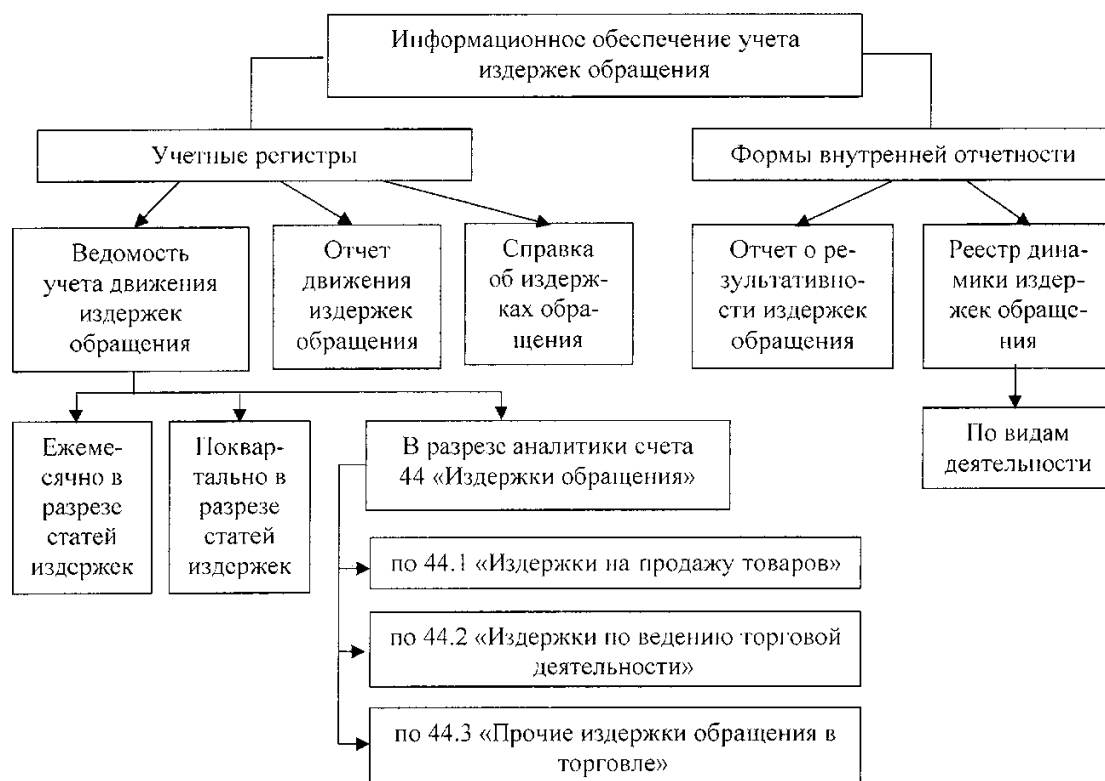 Информационное обеспечение учета
издержек обращения
Учетные регистры
Формы внутренней отчетности
Ведомость
учета движения
издержек
обращения
Отчет
движения
издержек
обращения
Справка
об издерж-
ках обра-
щения
Отчет о ре-
зультативно-
сти издержек
обращения
Реестр дина-
мики издер-
жек обраще-
ния
Ежеме-
сячно в
разрезе
статей
издержек
Поквар-
тально в
разрезе
статей
издержек
В разрезе аналитики счета
44 «Издержки обращения»
По видам
деятельности
по 44.1 «Издержки на продажу товаров»
по 44.2 «Издержки по ведению торговой
деятельности»
по 44.3 «Прочие издержки обращения в
торговле»